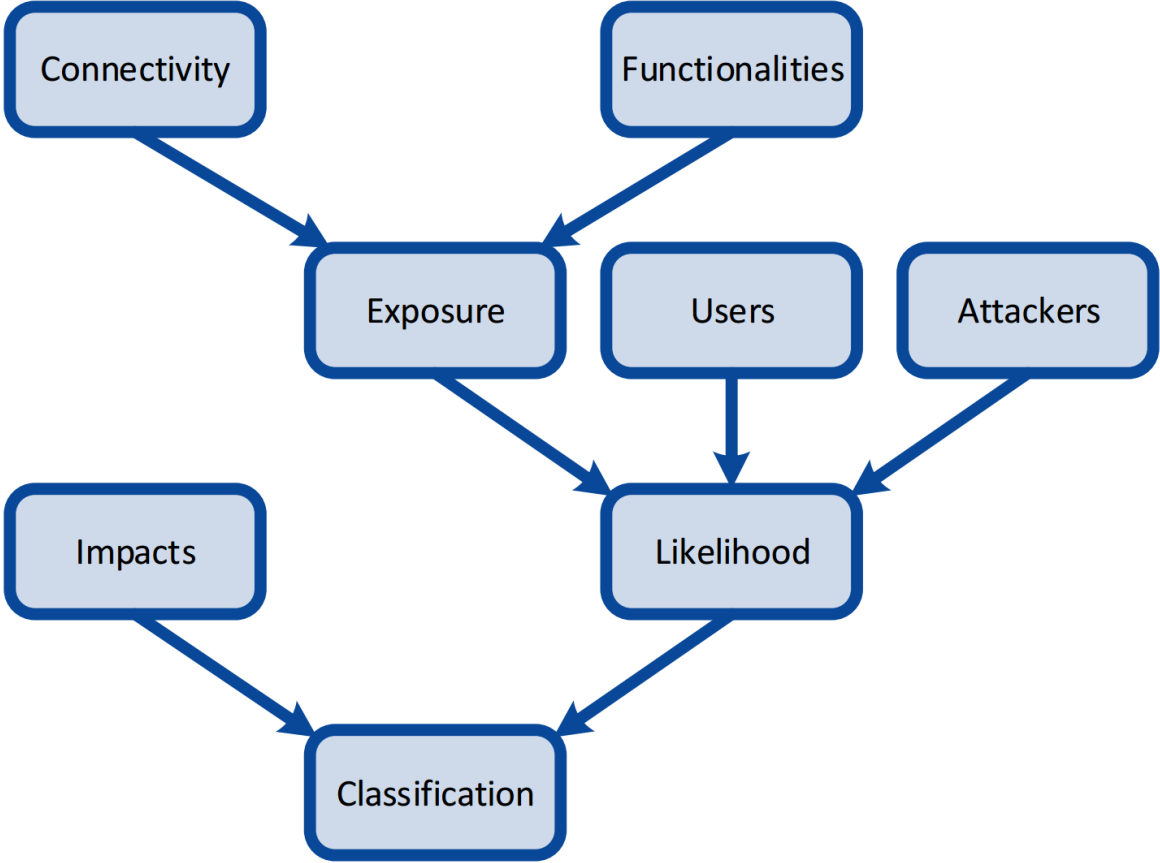 Connectivity
Functionalities
Exposure
Users
Attackers
Impacts
Likelihood
Classification